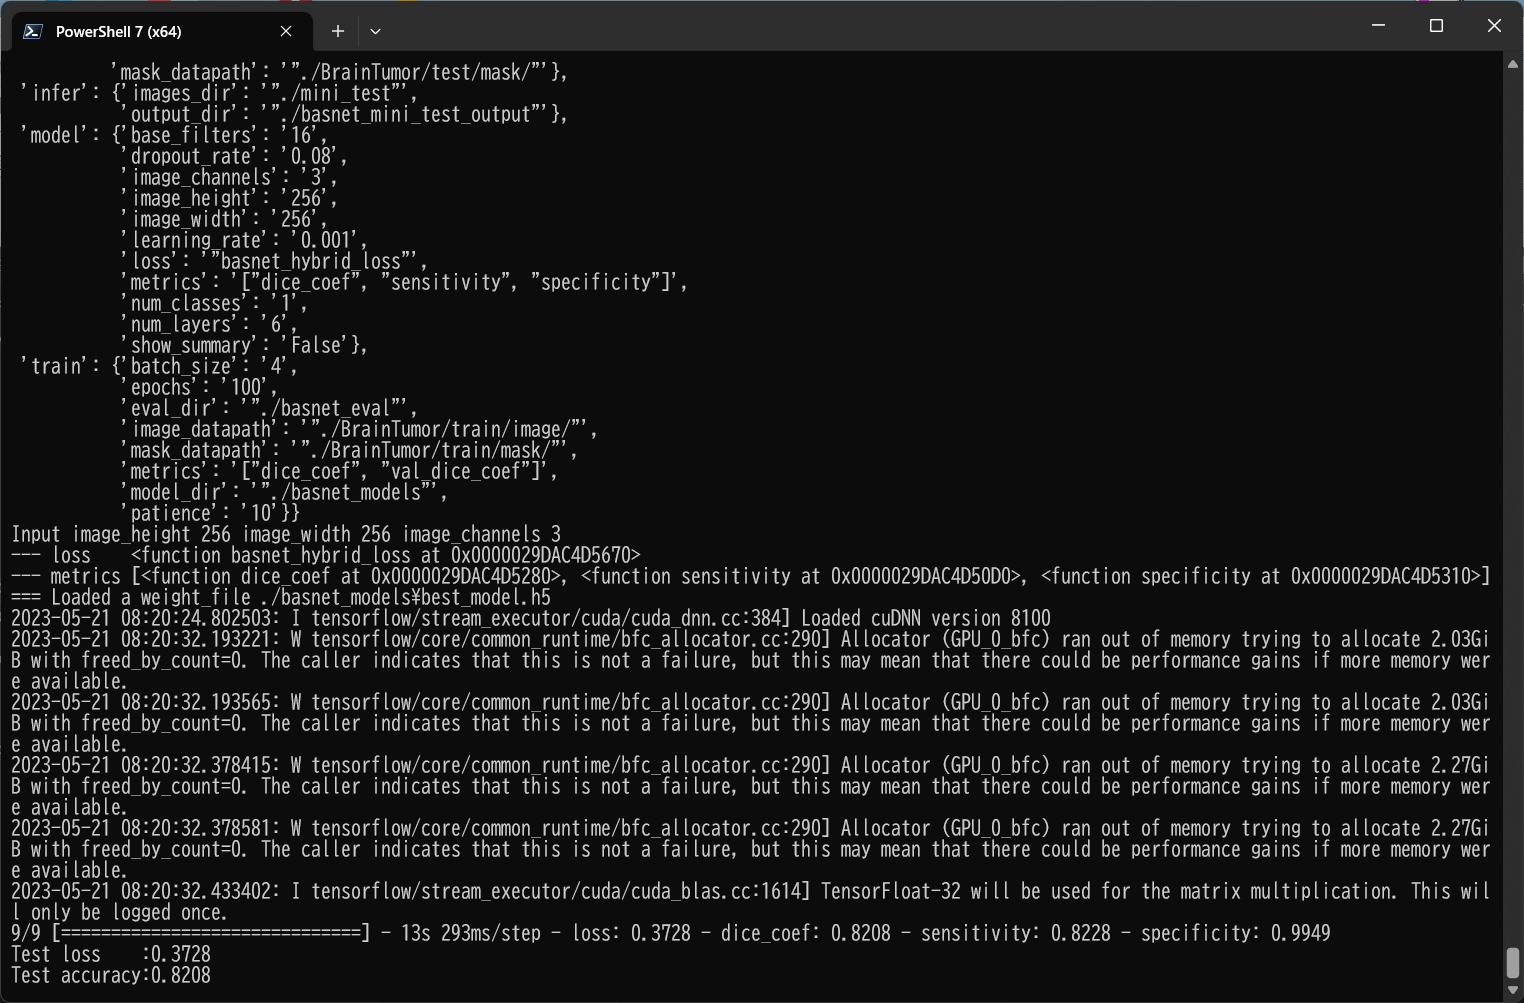 PowerShell 7 (x64)
'mask_datapath': '"./BrainTumor/test/mask/"'},
'infer': {'images_dir': '"./mini_test"',
'output_dir': '"./basnet_mini_test_output"'},
'model': {'base_filters': '16',
'dropout_rate': '0.08',
'image_channels': '3',
'image_height': '256',
'image_width': '256',
'learning_rate': '0.001',
'loss': '"basnet_hybrid_loss"',
'metrics': '["dice_coef", "sensitivity", "specificity"]',
'num_classes': '1',
'num_layers': '6',
'show_summary': 'False'},
'train': {'batch_size': '4',
'epochs': '100',
'eval_dir': '"./basnet_eval"',
'image_datapath': '"./BrainTumor/train/image/"',
'mask_datapath': '"./BrainTumor/train/mask/"',
'metrics': '["dice_coef", "val_dice_coef"]',
'model_dir': '"./basnet_models"',
'patience': '10'}}
Input image_height 256 image_width 256 image_channels 3
--- loss    <function basnet_hybrid_loss at 0x0000029DAC4D5670>
--- metrics [<function dice_coef at 0x0000029DAC4D5280>, <function sensitivity at 0x0000029DAC4D50D0>, <function specificity at 0x0000029DAC4D5310>]
=== Loaded a weight_file ./basnet_models¥best_model.h5
2023-05-21 08:20:24.802503: I tensorflow/stream_executor/cuda/cuda_dnn.cc:384] Loaded cuDNN version 8100
2023-05-21 08:20:32.193221: W tensorflow/core/common_runtime/bfc_allocator.cc:290] Allocator (GPU_0_bfc) ran out of memory trying to allocate 2.03Gi
B with freed_by_count=0. The caller indicates that this is not a failure, but this may mean that there could be performance gains if more memory wer
e available.
2023-05-21 08:20:32.193565: W tensorflow/core/common_runtime/bfc_allocator.cc:290] Allocator (GPU_0_bfc) ran out of memory trying to allocate 2.03Gi
B with freed_by_count=0. The caller indicates that this is not a failure, but this may mean that there could be performance gains if more memory wer
e available.
2023-05-21 08:20:32.378415: W tensorflow/core/common_runtime/bfc_allocator.cc:290] Allocator (GPU_0_bfc) ran out of memory trying to allocate 2.27Gi
B with freed_by_count=0. The caller indicates that this is not a failure, but this may mean that there could be performance gains if more memory wer
e available.
2023-05-21 08:20:32.378581: W tensorflow/core/common_runtime/bfc_allocator.cc:290] Allocator (GPU_0_bfc) ran out of memory trying to allocate 2.27Gi
B with freed_by_count=0. The caller indicates that this is not a failure, but this may mean that there could be performance gains if more memory wer
e available.
2023-05-21 08:20:32.433402: I tensorflow/stream_executor/cuda/cuda_blas.cc:1614] TensorFloat-32 will be used for the matrix multiplication. This wil
l only be logged once.
9/9 [==============================] - 13s 293ms/step - loss: 0.3728 - dice_coef: 0.8208 - sensitivity: 0.8228 - specificity: 0.9949
Test loss    :0.3728
Test accuracy:0.8208